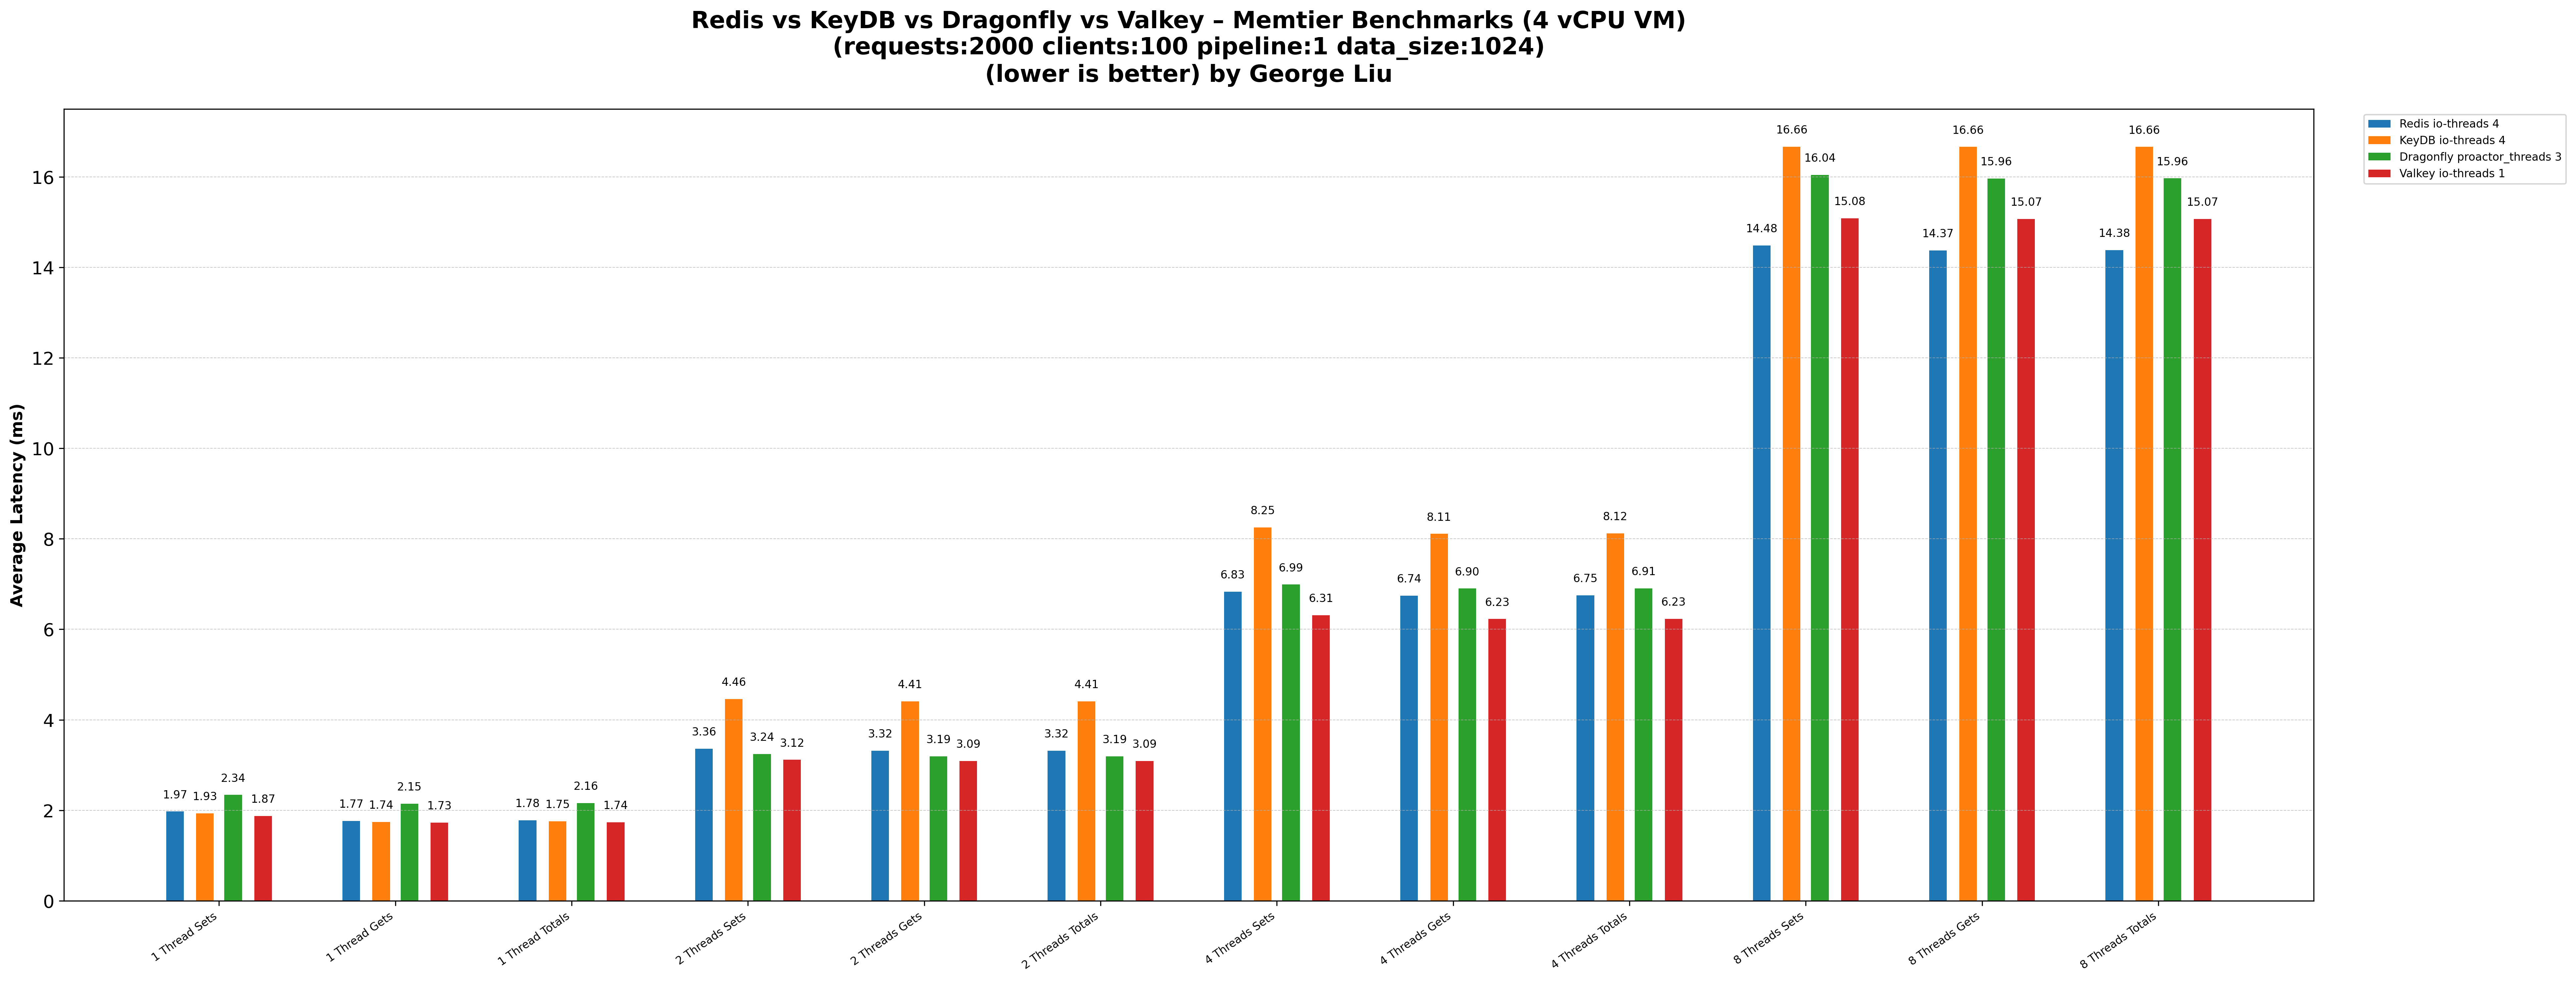 Redis vs KeyDB vs Dragonfly vs Valkey – Memtier Benchmarks (4 vCPU VM)
(requests:2000 clients:100 pipeline:1 data_size:1024)
(lower is better) by George Liu
Redis io-threads 4
KeyDB io-threads 4
Dragonfly proactor_threads 3
Valkey io-threads 1
Average Latency (ms)
16
14
12
10
8
6
4
2
0
1.97 1.93 2.34 1.87
1.77 1.74 2.15 1.73
1.78 1.75 2.16 1.74
3.36 4.46 3.24 3.12
3.32 4.41 3.19 3.09
3.32 4.41 3.19 3.09
6.83 8.25 6.99 6.31
6.74 8.11 6.90 6.23
6.75 8.12 6.91 6.23
14.48 16.66 16.04 15.08
14.37 16.66 15.96 15.07
14.38 16.66 15.96 15.07
1 Thread Sets
1 Thread Gets
1 Thread Totals
2 Threads Sets
2 Threads Gets
2 Threads Totals
4 Threads Sets
4 Threads Gets
4 Threads Totals
8 Threads Sets
8 Threads Gets
8 Threads Totals